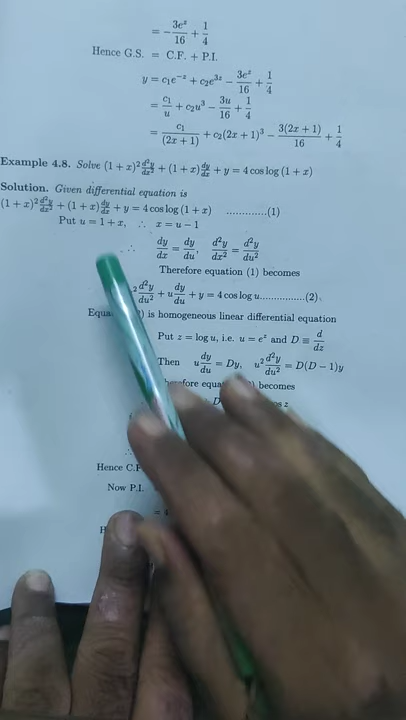 = -3e^z/16 + 1/4
Hence G.S. = C.F. + P.I.
y = c₁e^{-z} + c₂e^{3z} - 3e^z/16 + 1/4
= c₁/u + c₂u³ - 3u/16 + 1/4
= c₁/(2x + 1) + c₂(2x + 1)³ - 3(2x + 1)/16 + 1/4
Example 4.8. Solve (1 + x)² d²y/dx² + (1 + x) dy/dx + y = 4 cos log (1 + x)
Solution. Given differential equation is
(1 + x)² d²y/dx² + (1 + x) dy/dx + y = 4 cos log (1 + x) ............(1)
Put u = 1 + x, ∴ x = u − 1
∴ dy/dx = dy/du, d²y/dx² = d²y/du²
Therefore equation (1) becomes
² d²y/du² + u dy/du + y = 4 cos log u...............(2)
) is homogeneous linear differential equation
Put z = log u, i.e. u = e^z and D ≡ d/dz
Then u dy/du = Dy, u² d²y/du² = D(D − 1)y
becomes
z
∴
Hence C.F
Now P.I.
=
H